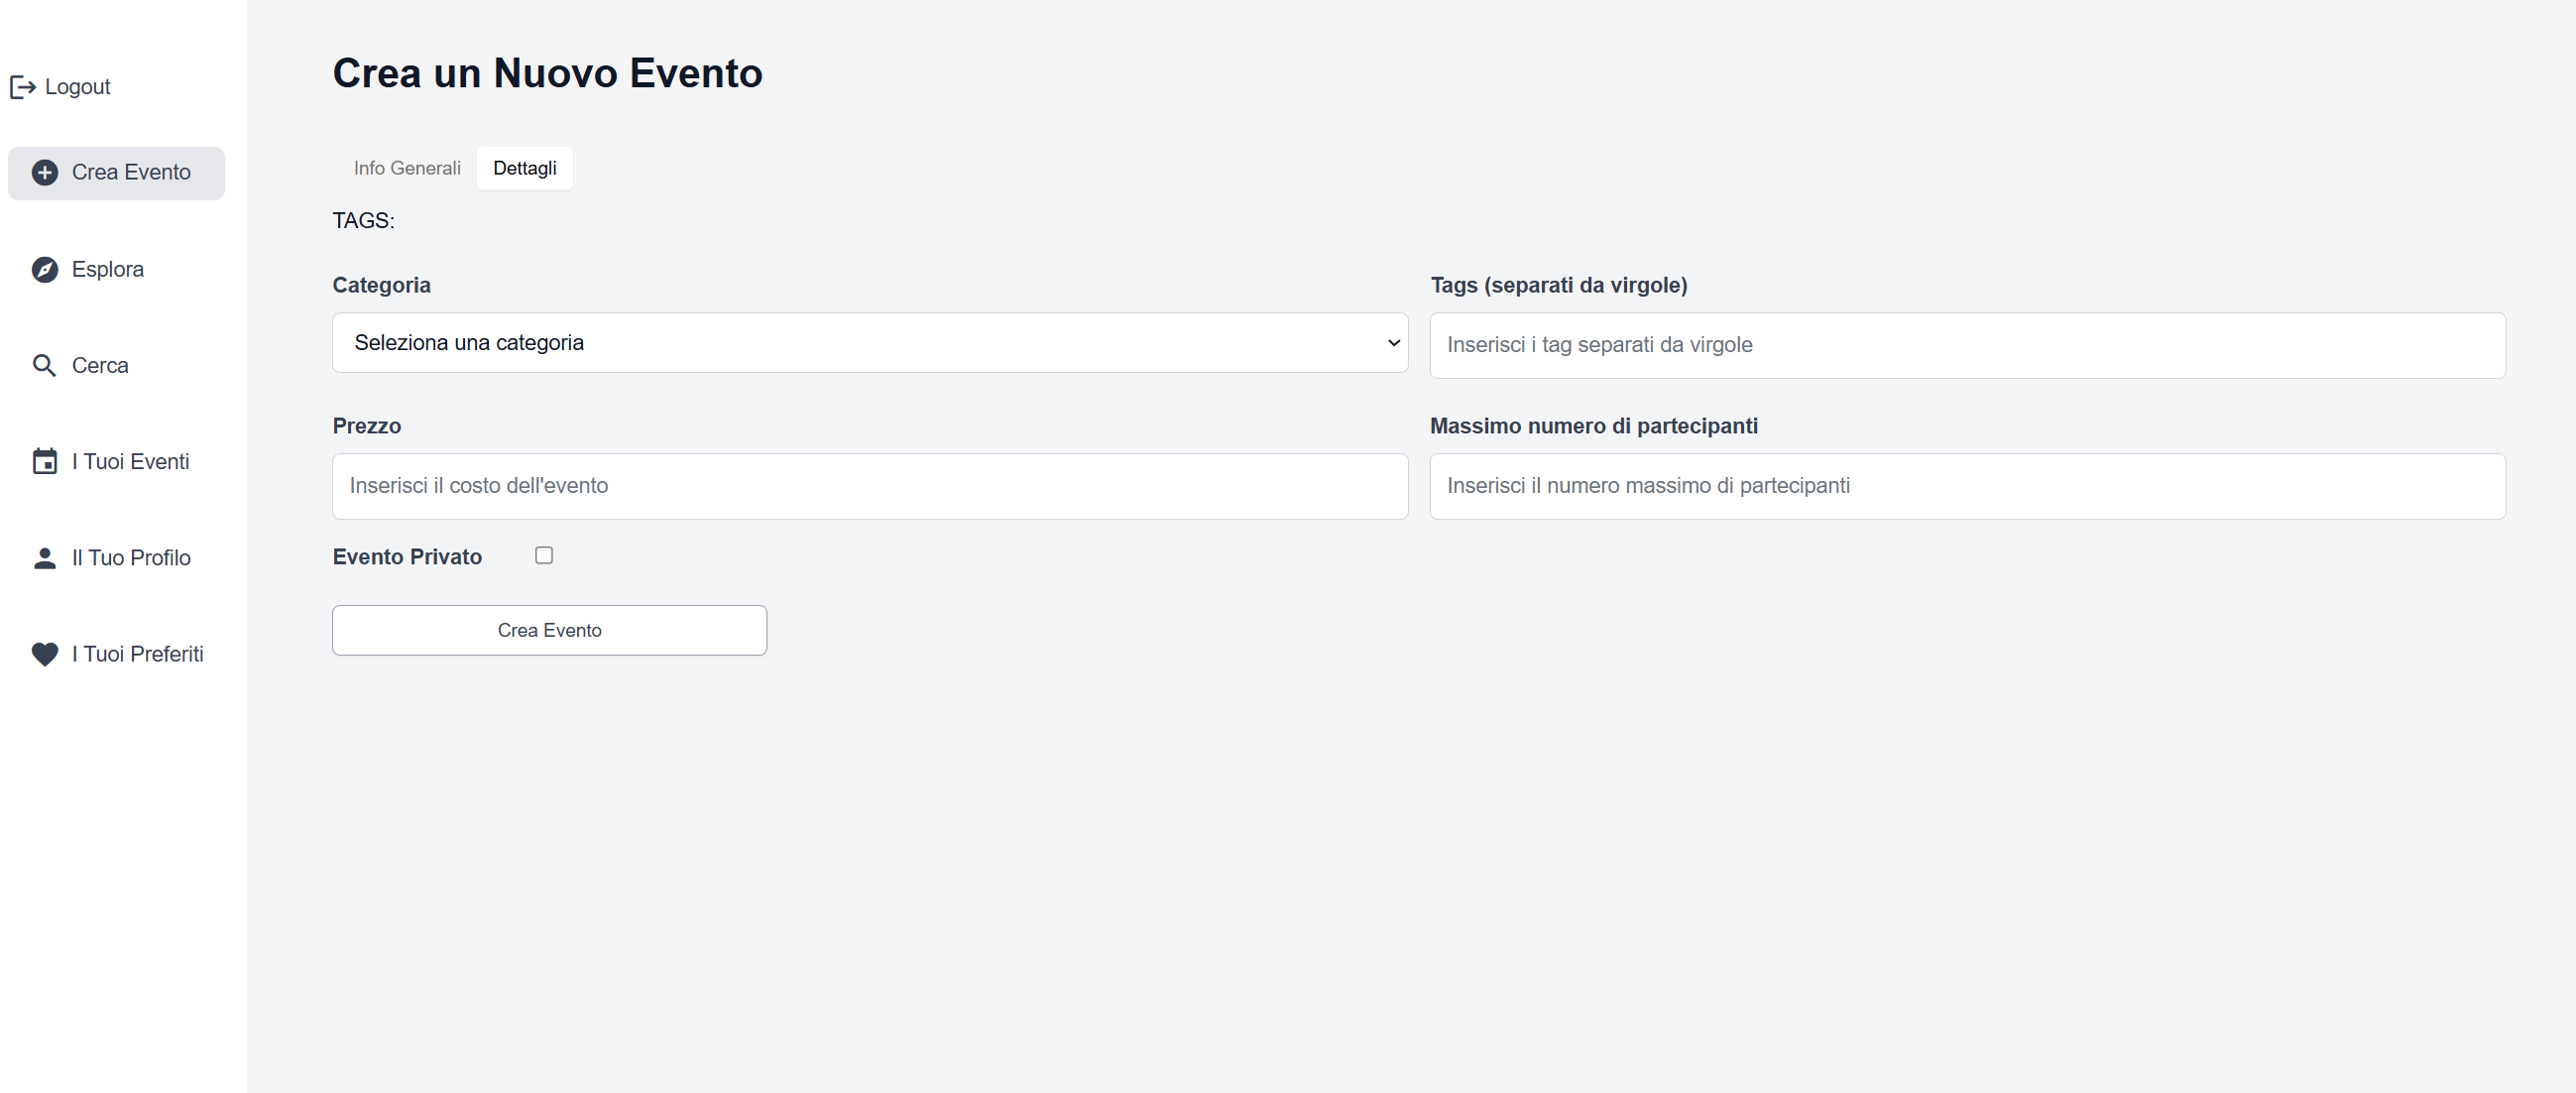 Logout
Crea Evento
Esplora
Cerca
I Tuoi Eventi
Il Tuo Profilo
I Tuoi Preferiti
Crea un Nuovo Evento
Info Generali
Dettagli
TAGS:
Categoria
Seleziona una categoria
Tags (separati da virgole)
Inserisci i tag separati da virgole
Prezzo
Inserisci il costo dell'evento
Massimo numero di partecipanti
Inserisci il numero massimo di partecipanti
Evento Privato
Crea Evento